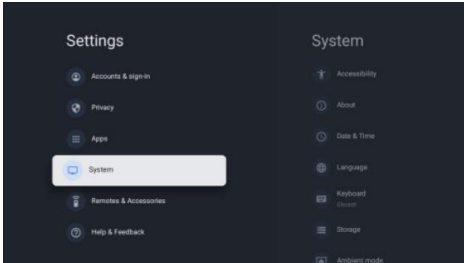 Settings
Accounts & sign-in
Privacy
Apps
System
Remotes & Accessories
Help & Feedback
System
Accessibility
About
Date & Time
Language
Keyboard
Gboard
Storage
Ambient mode